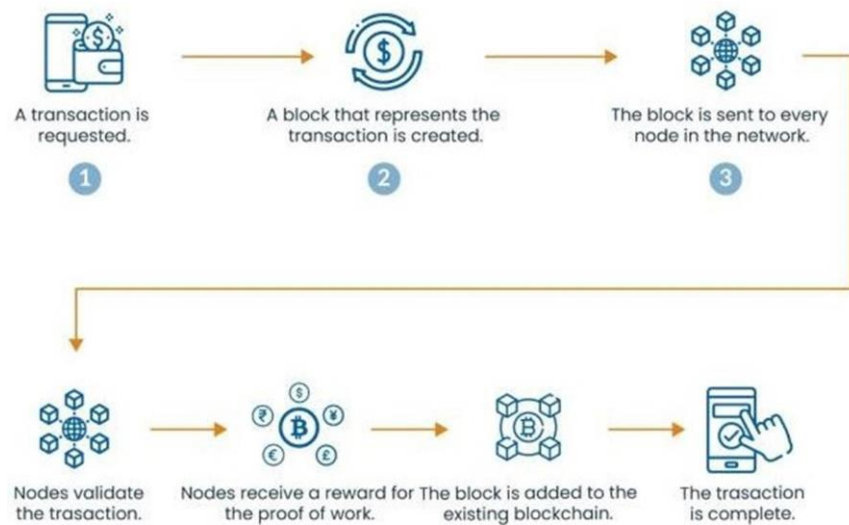 A transaction is
requested.
1
A block that represents the
transaction is created.
2
The block is sent to every
node in the network.
3
Nodes validate
the trasaction.
Nodes receive a reward for
the proof of work.
The block is added to the
existing blockchain.
The trasaction
is complete.